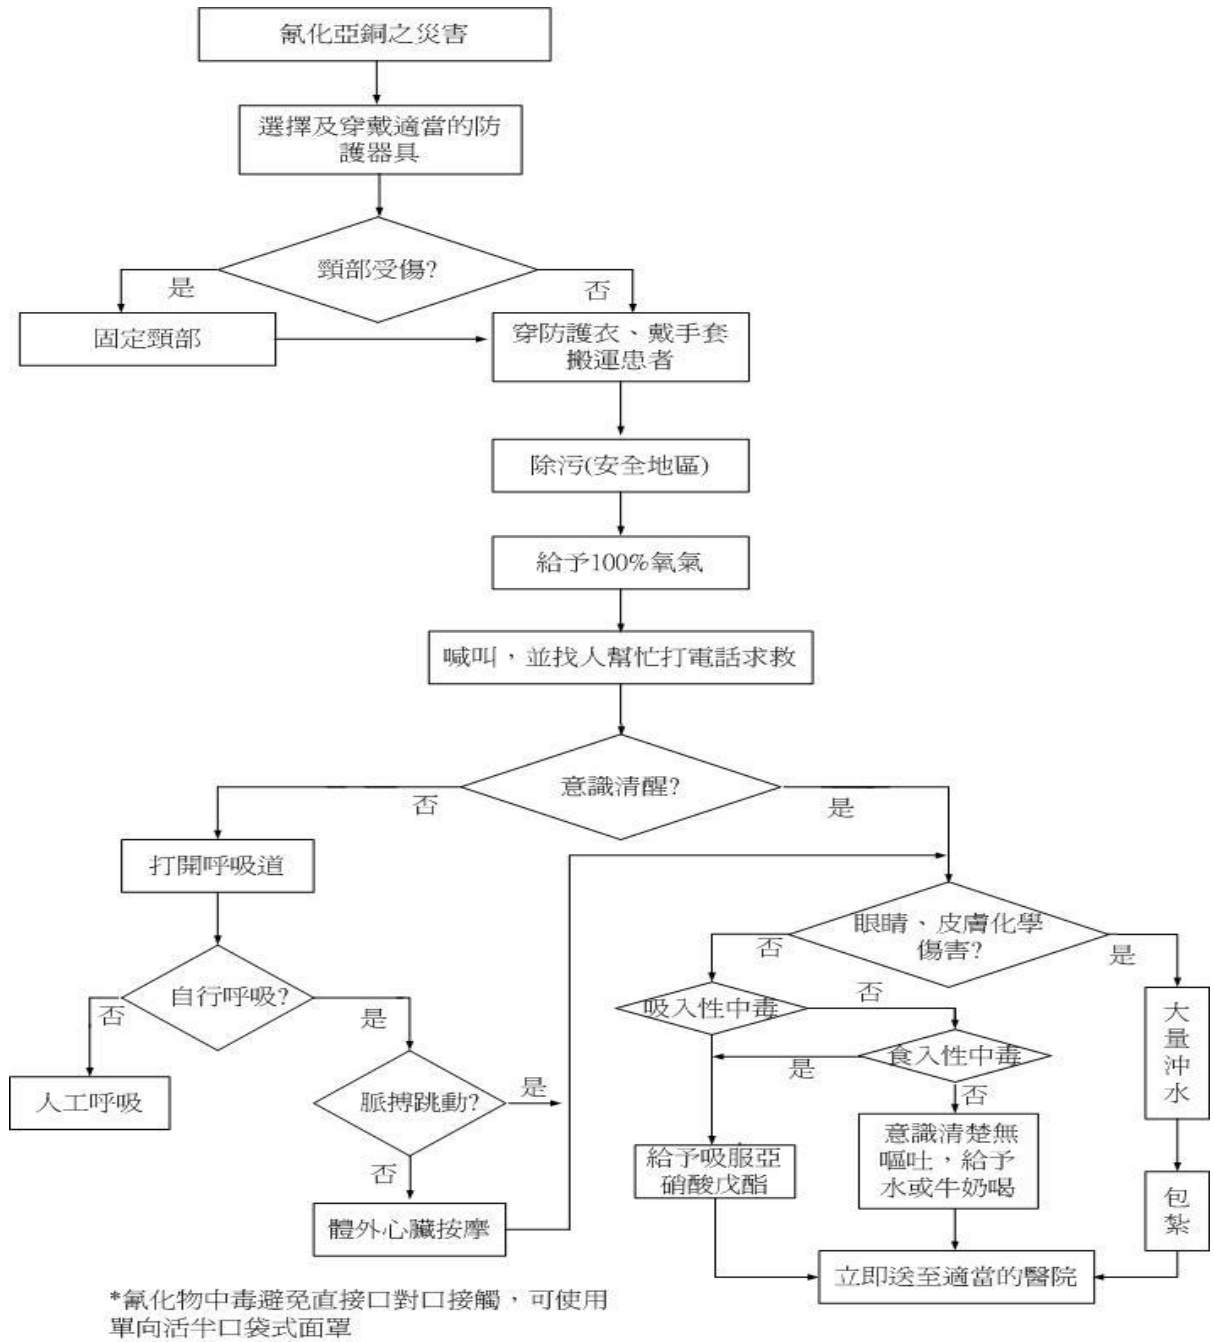 氰化亞銅之災害
選擇及穿戴適當的防
護器具
頸部受傷?
是
否
固定頸部
穿防護衣、戴手套
搬運患者
除污(安全地區)
給予100%氧氣
喊叫，並找人幫忙打電話求救
意識清醒?
否
是
打開呼吸道
眼睛、皮膚化學
傷害?
否
是
自行呼吸?
否
是
吸入性中毒
否
大
量
沖
水
食入性中毒
是
否
人工呼吸
脈搏跳動?
是
否
給予吸服亞
硝酸戊酯
意識清楚無
嘔吐，給予
水或牛奶喝
包
紮
體外心臟按摩
立即送至適當的醫院
*氰化物中毒避免直接口對口接觸，可使用
單向活半口袋式面罩